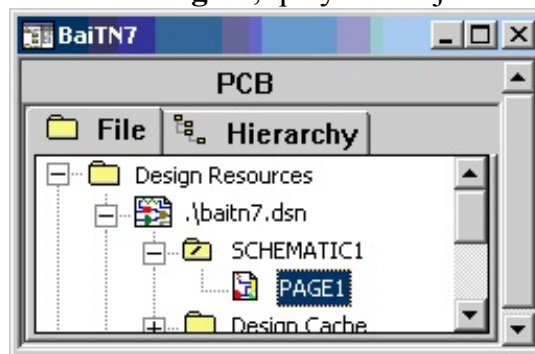 BaiTN7
PCB
File Hierarchy
Design Resources
.\baitn7.dsn
SCHEMATIC1
PAGE1
Design Cache